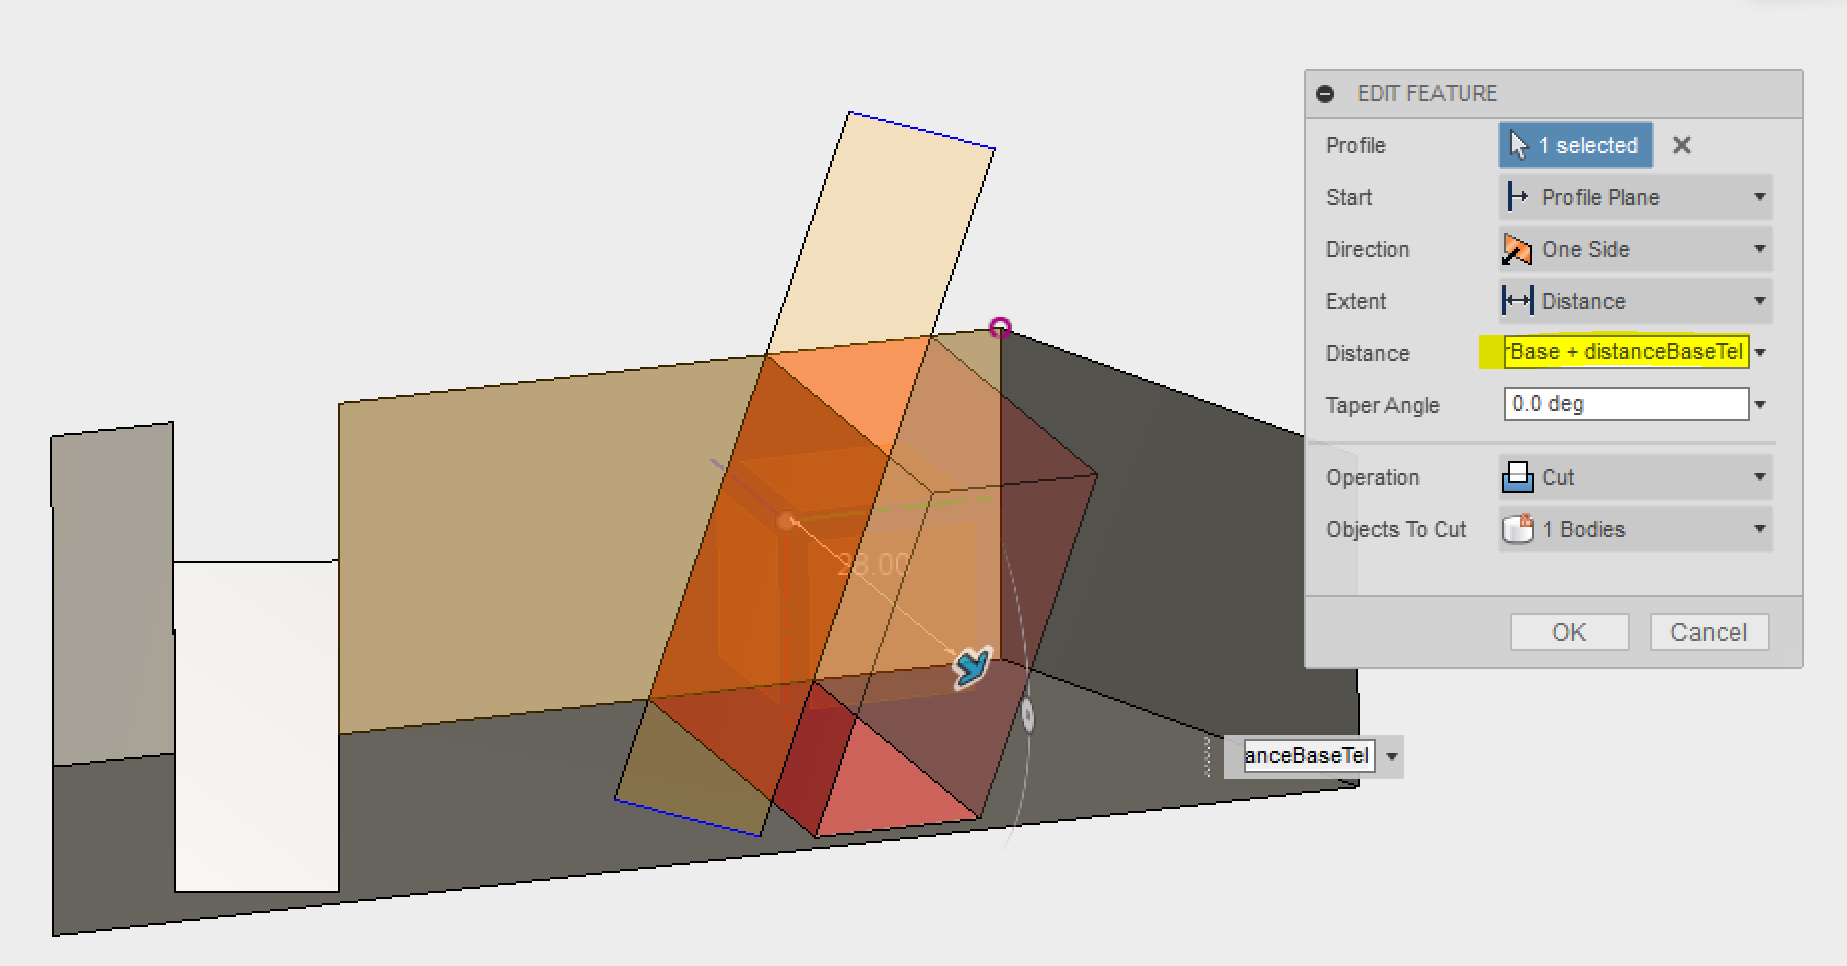 EDIT FEATURE
Profile 1 selected
Start Profile Plane
Direction One Side
Extent Distance
Distance rBase + distanceBaseTel
Taper Angle 0.0 deg
Operation Cut
Objects To Cut 1 Bodies
OK Cancel
28.00
anceBaseTel